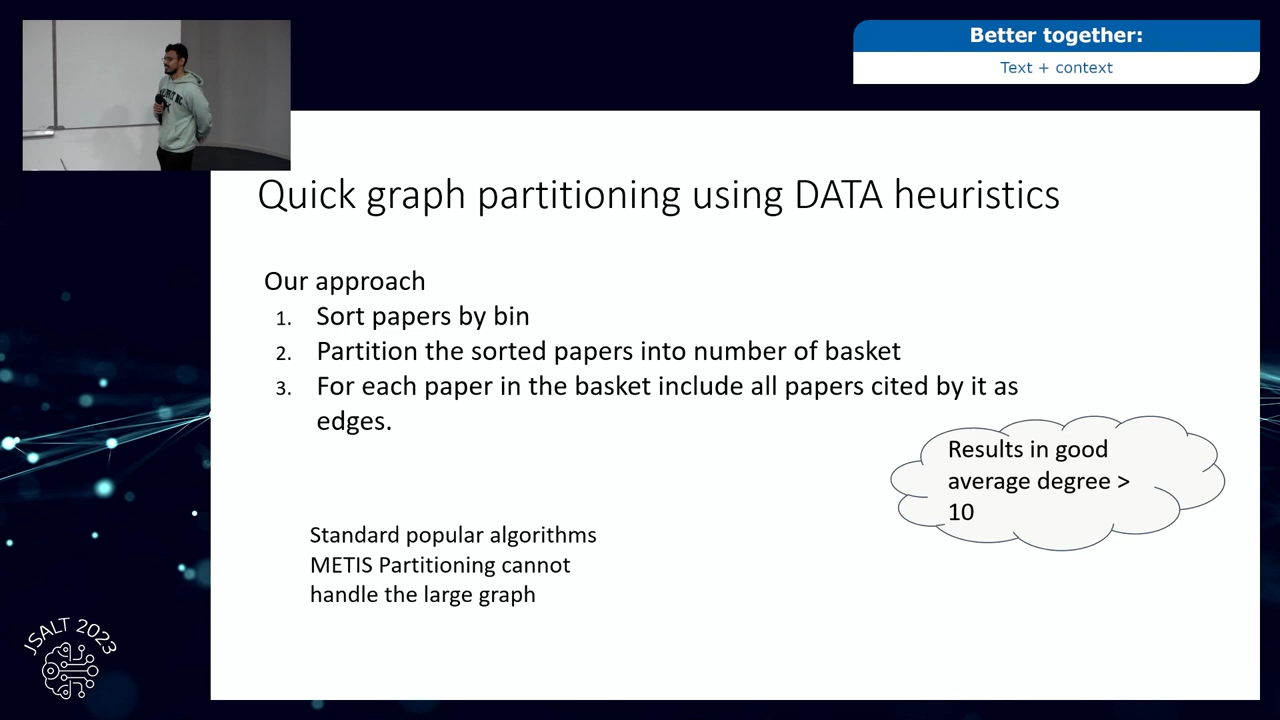 Better together:
Text + context
Quick graph partitioning using DATA heuristics
Our approach
1. Sort papers by bin
2. Partition the sorted papers into number of basket
3. For each paper in the basket include all papers cited by it as
edges.
Results in good
average degree >
10
Standard popular algorithms
METIS Partitioning cannot
handle the large graph
JSALT 2023